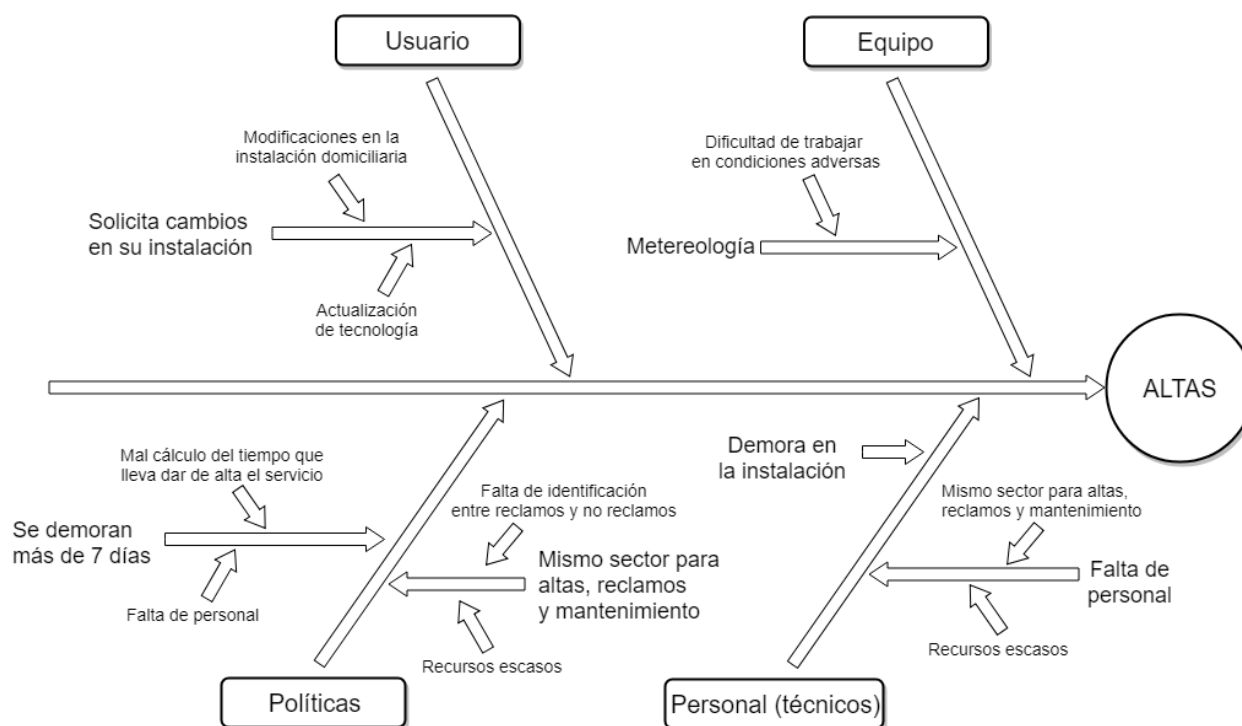 Usuario
Equipo
Modificaciones en la
instalación domiciliaria
Solicita cambios
en su instalación
Actualización
de tecnología
Dificultad de trabajar
en condiciones adversas
Metereología
ALTAS
Mal cálculo del tiempo que
lleva dar de alta el servicio
Se demoran
más de 7 días
Falta de personal
Falta de identificación
entre reclamos y no reclamos
Mismo sector para
altas, reclamos
y mantenimiento
Recursos escasos
Demora en
la instalación
Mismo sector para altas,
reclamos y mantenimiento
Falta de
personal
Recursos escasos
Políticas
Personal (técnicos)